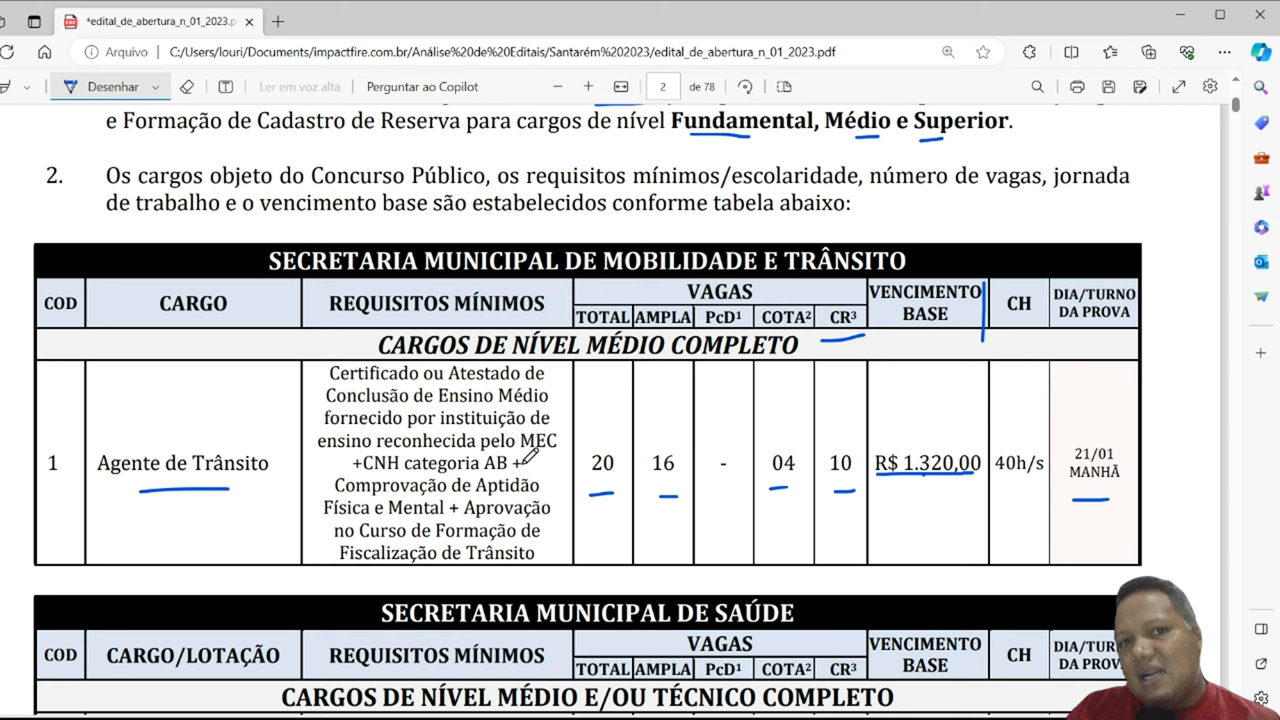 *edital_de_abertura_n_01_2023.p
Arquivo
C:/Users/louri/Documents/impactfire.com.br/Análise%20de%20Editais/Santarém%202023/edital_de_abertura_n_01_2023.pdf
Desenhar
Ler em voz alta
Perguntar ao Copilot
2 de 78
e Formação de Cadastro de Reserva para cargos de nível Fundamental, Médio e Superior.
2. Os cargos objeto do Concurso Público, os requisitos mínimos/escolaridade, número de vagas, jornada
de trabalho e o vencimento base são estabelecidos conforme tabela abaixo:
SECRETARIA MUNICIPAL DE MOBILIDADE E TRÂNSITO
COD
CARGO
REQUISITOS MÍNIMOS
VAGAS
TOTAL AMPLA PcD¹ COTA² CR³
VENCIMENTO
BASE
CH
DIA/TURNO
DA PROVA
CARGOS DE NÍVEL MÉDIO COMPLETO
1
Agente de Trânsito
Certificado ou Atestado de
Conclusão de Ensino Médio
fornecido por instituição de
ensino reconhecida pelo MEC
+CNH categoria AB +
Comprovação de Aptidão
Física e Mental + Aprovação
no Curso de Formação de
Fiscalização de Trânsito
20
16
-
04
10
R$ 1.320,00
40h/s
21/01
MANHÃ
SECRETARIA MUNICIPAL DE SAÚDE
COD
CARGO/LOTAÇÃO
REQUISITOS MÍNIMOS
VAGAS
TOTAL AMPLA PcD¹ COTA² CR³
VENCIMENTO
BASE
CH
CARGOS DE NÍVEL MÉDIO E/OU TÉCNICO COMPLETO